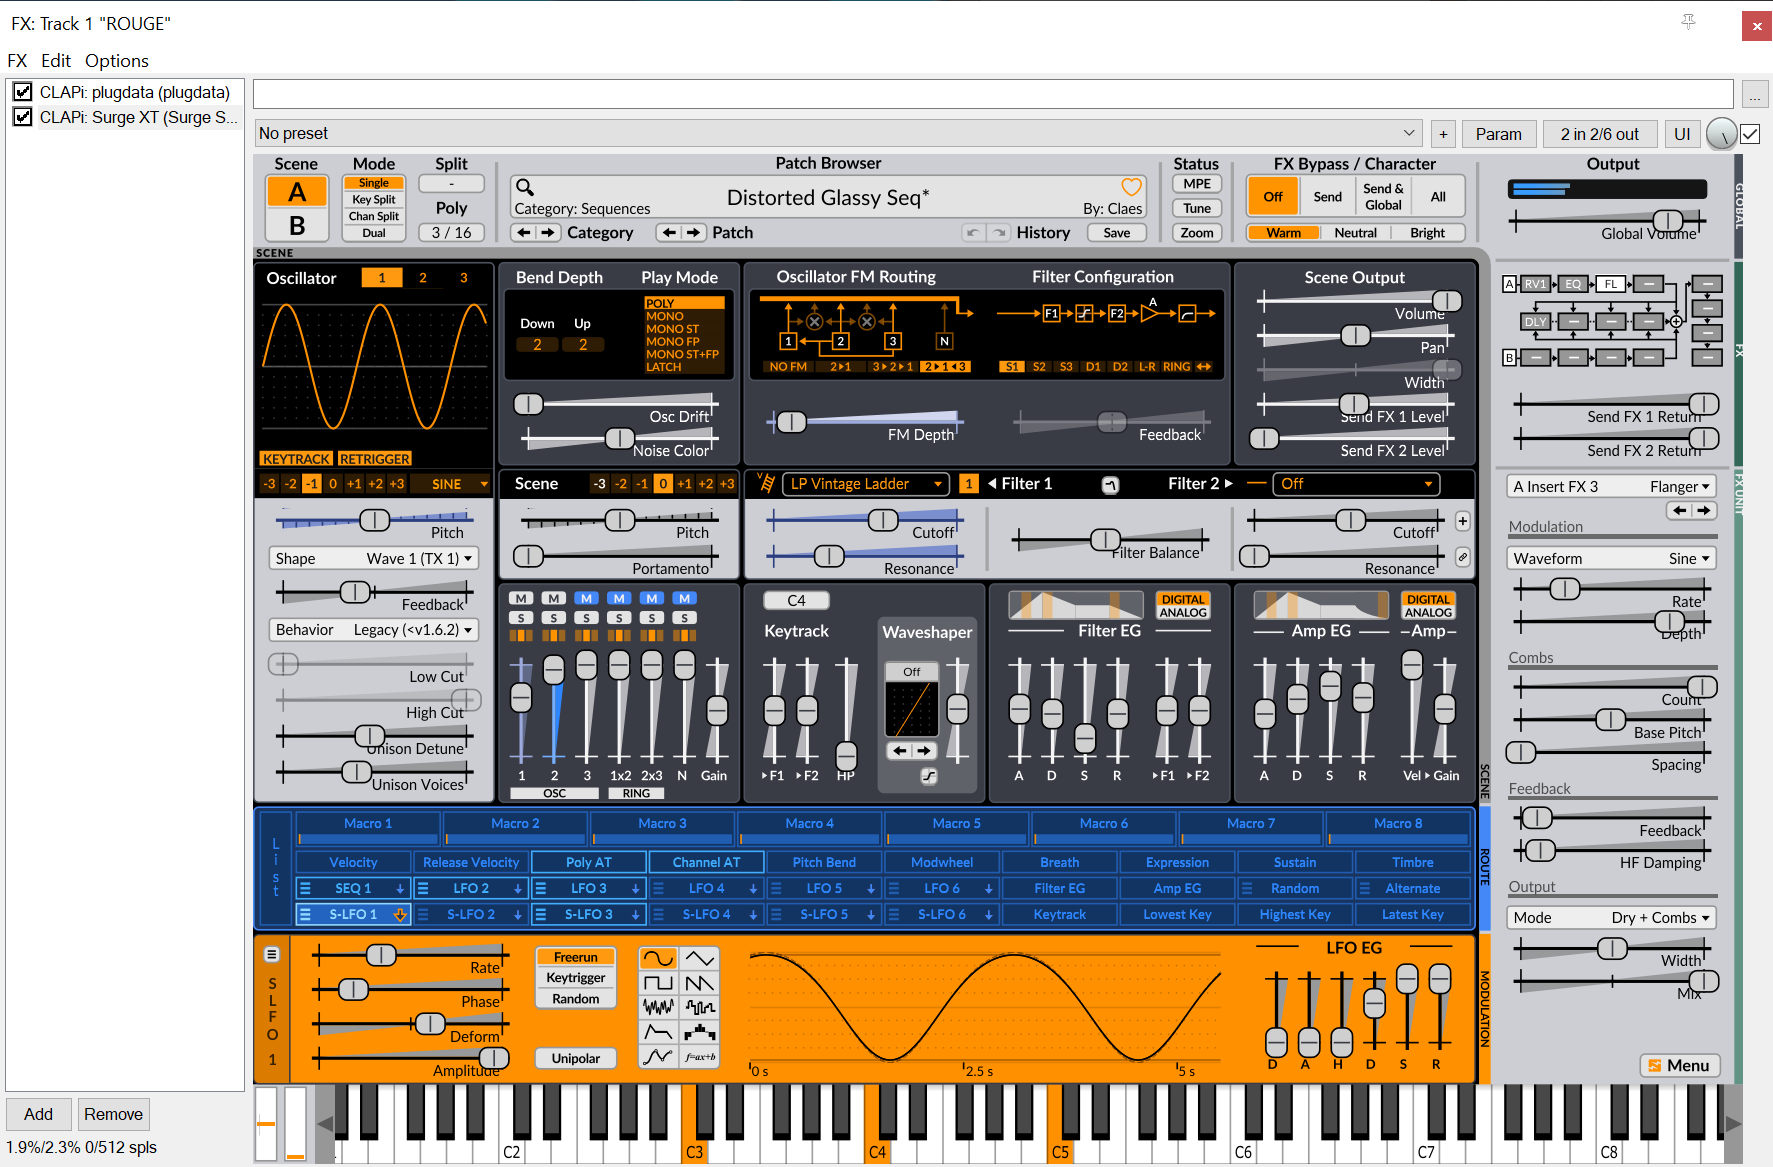 FX: Track 1 "ROUGE"
FX Edit Options
CLAPi: plugdata (plugdata)
CLAPi: Surge XT (Surge S...
...
No preset
+ Param 2 in 2/6 out UI
Scene Mode Split Patch Browser Status FX Bypass / Character Output
A
B
Single
Key Split
Chan Split
Dual
-
Poly
3 / 16
Distorted Glassy Seq*
Category: Sequences
By: Claes
Category Patch History Save
MPE
Tune
Zoom
Off Send Send & Global All
Warm Neutral Bright
Global Volume
GLOBAL
SCENE
Oscillator 1 2 3
KEYTRACK RETRIGGER
-3 -2 -1 0 +1 +2 +3 SINE
Pitch
Shape Wave 1 (TX 1)
Feedback
Behavior Legacy (<v1.6.2)
Low Cut
High Cut
Unison Detune
Unison Voices
Bend Depth Play Mode
Down Up
2 2
POLY
MONO
MONO ST
MONO FP
MONO ST+FP
LATCH
Osc Drift
Noise Color
Oscillator FM Routing Filter Configuration
1 2 3 N
F1 F2 A
NO FM 2▸1 3▸2▸1 2▸1◂3
S1 S2 S3 D1 D2 L-R RING
FM Depth Feedback
Scene Output
Volume
Pan
Width
Send FX 1 Level
Send FX 2 Level
Scene -3 -2 -1 0 +1 +2 +3
Pitch
Portamento
LP Vintage Ladder 1 Filter 1 Filter 2 Off
Cutoff
Resonance
Filter Balance
Cutoff
Resonance
+
M M M M M M
S S S S S S
1 2 3 1x2 2x3 N Gain
OSC RING
C4
Keytrack
F1 F2 HP
Waveshaper
Off
DIGITAL
ANALOG
Filter EG
A D S R F1 F2
DIGITAL
ANALOG
Amp EG Amp
A D S R Vel Gain
SCENE
List
Macro 1 Macro 2 Macro 3 Macro 4 Macro 5 Macro 6 Macro 7 Macro 8
Velocity Release Velocity Poly AT Channel AT Pitch Bend Modwheel Breath Expression Sustain Timbre
SEQ 1 LFO 2 LFO 3 LFO 4 LFO 5 LFO 6 Filter EG Amp EG Random Alternate
S-LFO 1 S-LFO 2 S-LFO 3 S-LFO 4 S-LFO 5 S-LFO 6 Keytrack Lowest Key Highest Key Latest Key
ROUTE
SLFO 1
Rate
Phase
Deform
Amplitude
Freerun
Keytrigger
Random
Unipolar
f=ax+b
0 s 2.5 s 5 s
LFO EG
D A H D S R
MODULATION
A RV1 EQ FL
DLY
B
FX
Send FX 1 Return
Send FX 2 Return
FX UNIT
A Insert FX 3 Flanger
Modulation
Waveform Sine
Rate
Depth
Combs
Count
Base Pitch
Spacing
Feedback
Feedback
HF Damping
Output
Mode Dry + Combs
Width
Mix
Menu
C2 C3 C4 C5 C6 C7 C8
Add Remove
1.9%/2.3% 0/512 spls